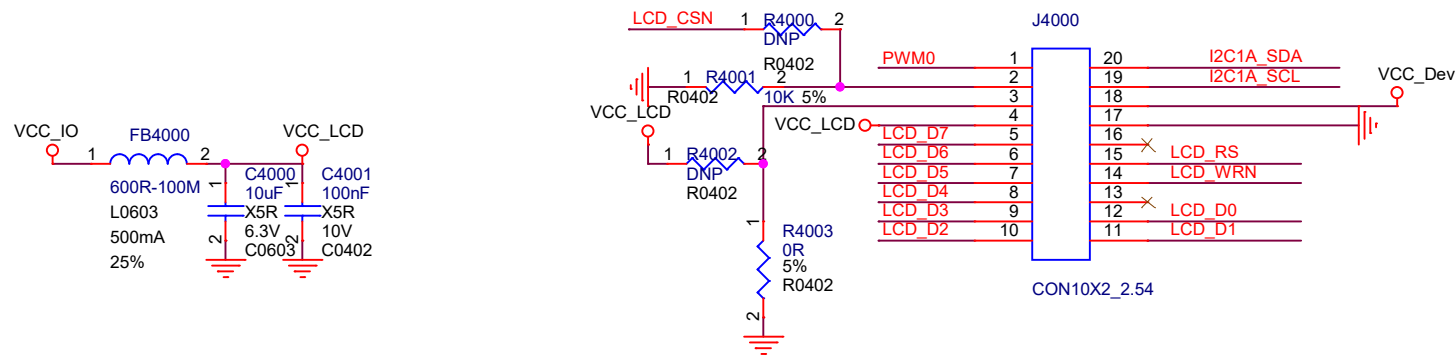 LCD_CSN
1
R4000
2
DNP
R0402
J4000
PWM0
1
20
I2C1A_SDA
1
R4001
2
2
19
I2C1A_SCL
VCC_Dev
R0402
10K 5%
3
18
VCC_LCD
VCC_LCD
4
17
LCD_D7
5
16
1
R4002
2
LCD_D6
6
15
LCD_RS
DNP
LCD_D5
7
14
LCD_WRN
R0402
LCD_D4
8
13
LCD_D3
9
12
LCD_D0
LCD_D2
10
11
LCD_D1
CON10X2_2.54
1
R4003
0R
5%
R0402
2
VCC_IO
FB4000
VCC_LCD
1
2
600R-100M
L0603
500mA
25%
1
C4000
10uF
X5R
6.3V
2
C0603
1
C4001
100nF
X5R
10V
2
C0402